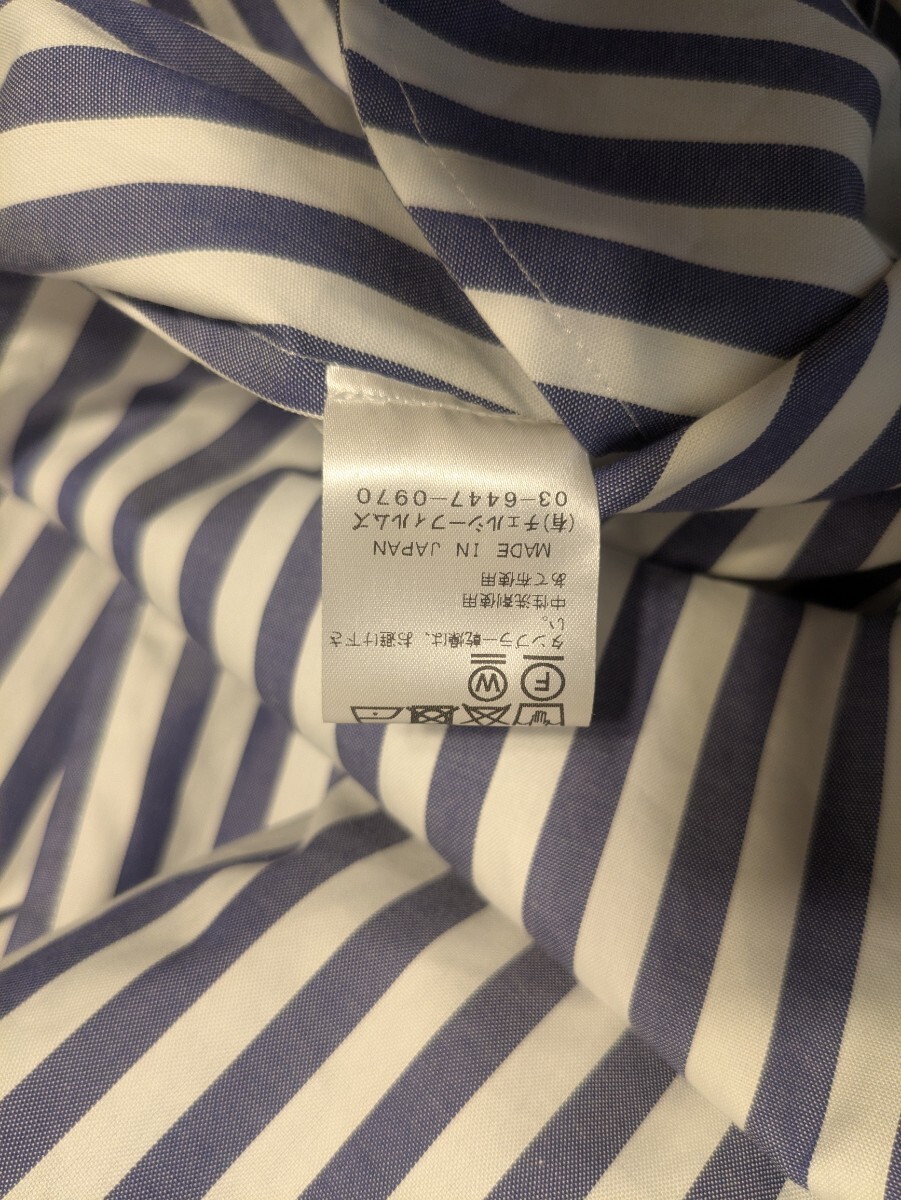 F W
タンブラー乾燥は、お避け下さ
い。
中性洗剤使用
あて布使用
MADE IN JAPAN
(有)チェルシーフィルムズ
03-6447-0970